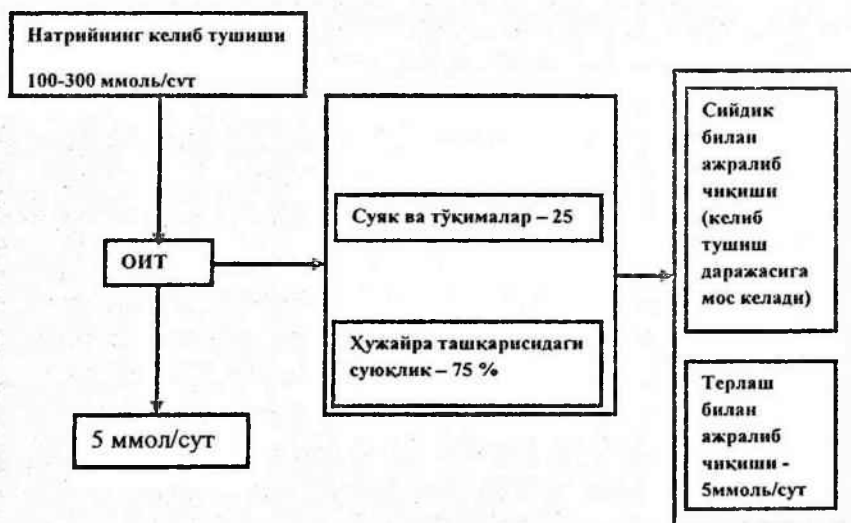 Натрийнинг келиб тушиши
100-300 ммоль/сут
ОИТ
5 ммол/сут
Суяк ва тўқималар – 25
Ҳужайра ташқарисидаги
суюқлик – 75 %
Сийдик
билан
ажралиб
чиқиши
(келиб
тушиш
даражасига
мос келади)
Терлаш
билан
ажралиб
чиқиши -
5ммоль/сут